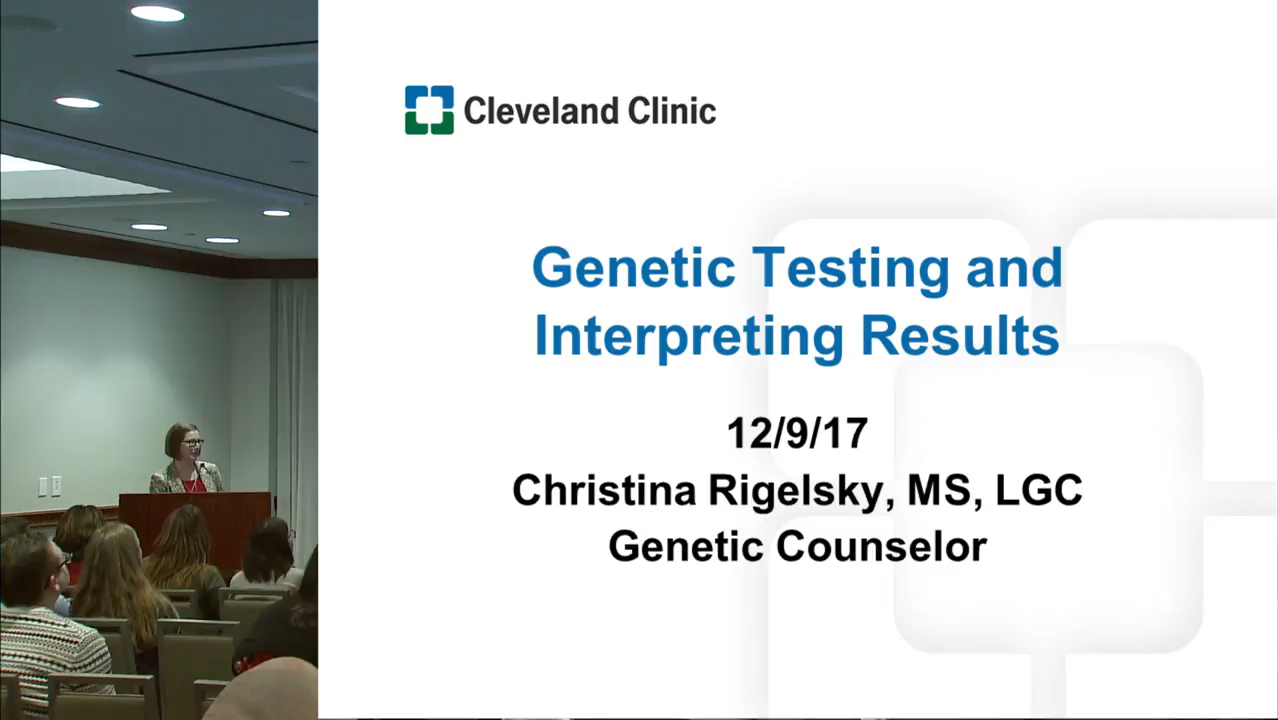 Cleveland Clinic
Genetic Testing and
Interpreting Results
12/9/17
Christina Rigelsky, MS, LGC
Genetic Counselor